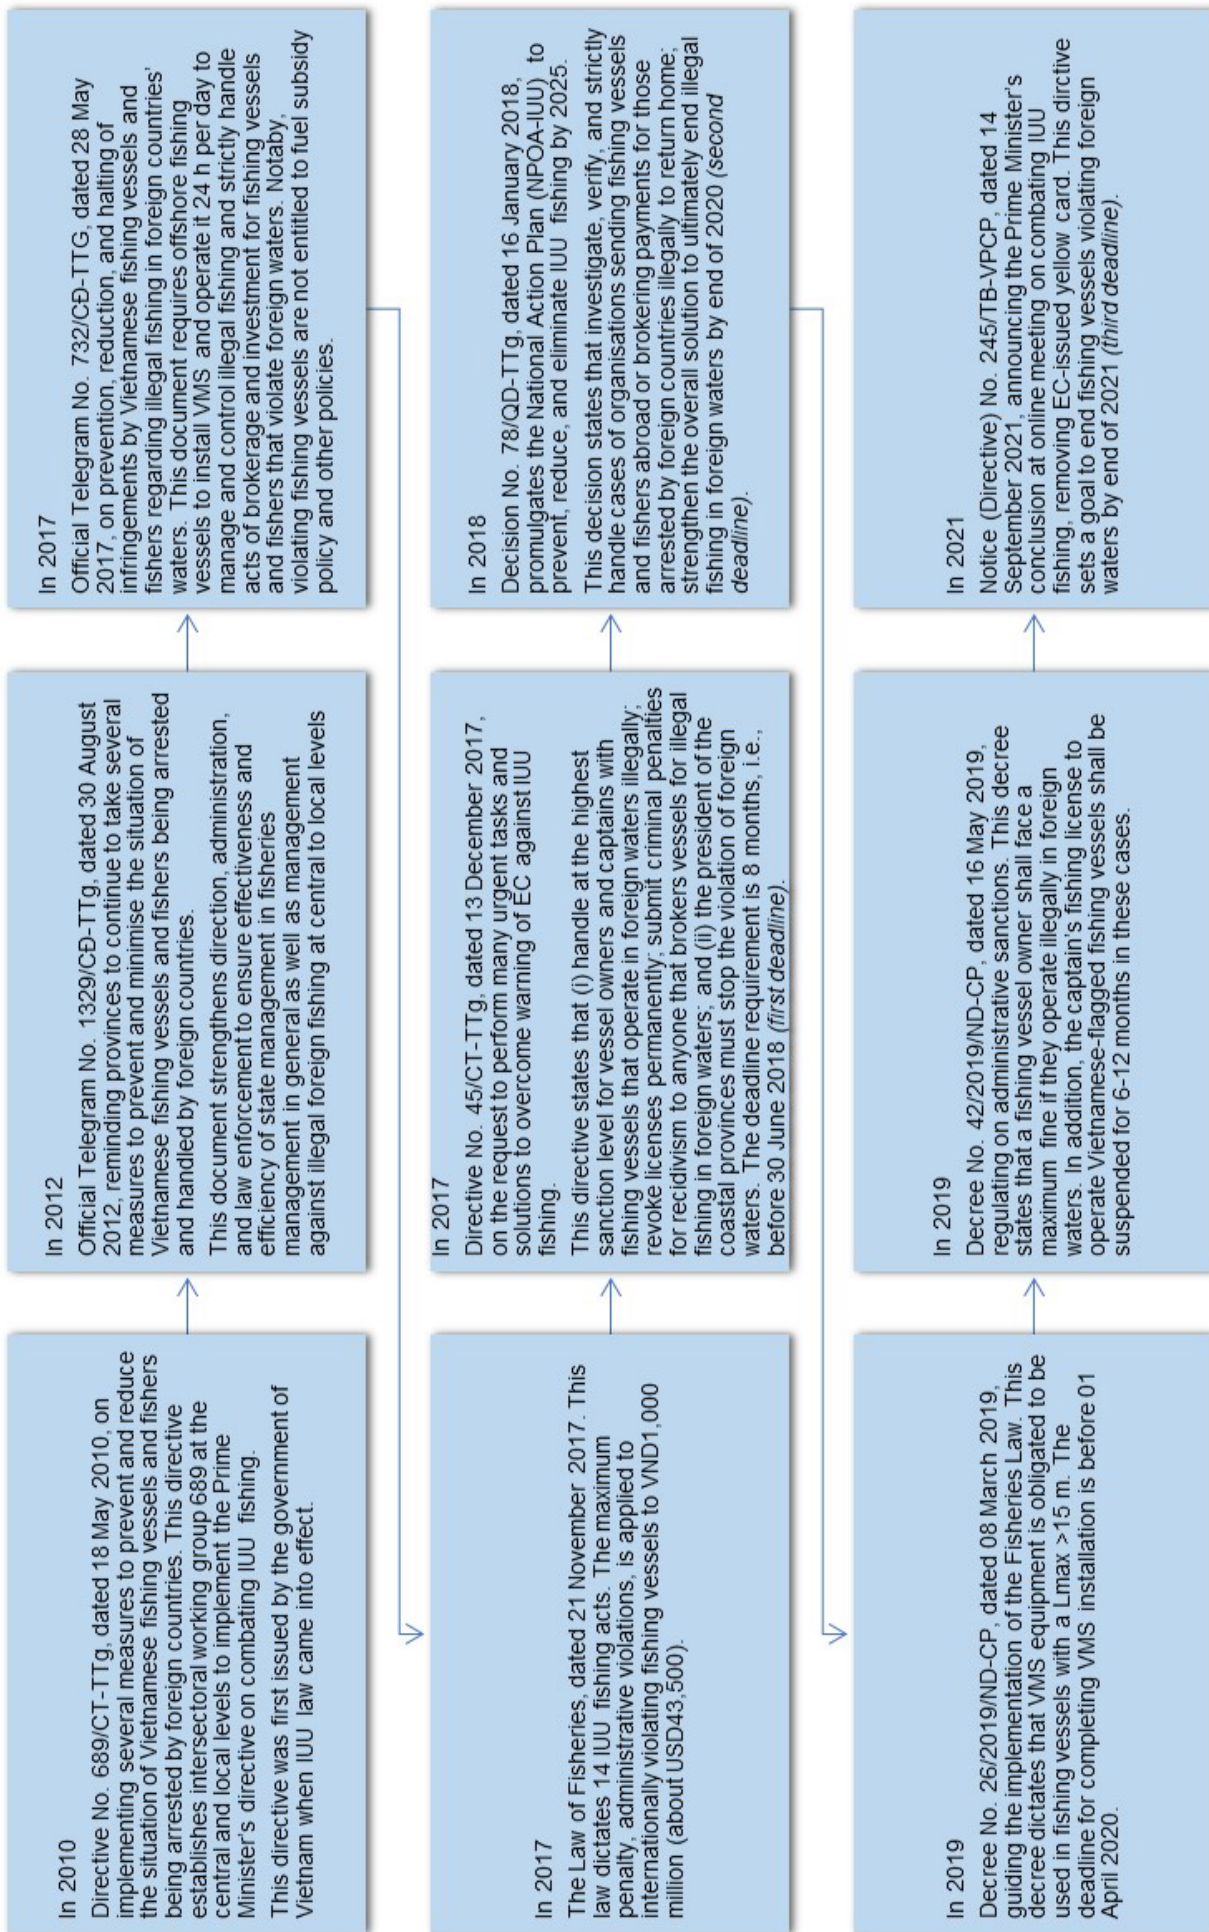 In 2010
Directive No. 689/CT-TTg, dated 18 May 2010, on
implementing several measures to prevent and reduce
the situation of Vietnamese fishing vessels and fishers
being arrested by foreign countries. This directive
establishes intersectoral working group 689 at the
central and local levels to implement the Prime
Minister's directive on combating IUU fishing.
This directive was first issued by the government of
Vietnam when IUU law came into effect.
In 2012
Official Telegram No. 1329/CĐ-TTg, dated 30 August
2012, reminding provinces to continue to take several
measures to prevent and minimise the situation of
Vietnamese fishing vessels and fishers being arrested
and handled by foreign countries.
This document strengthens direction, administration,
and law enforcement to ensure effectiveness and
efficiency of state management in fisheries
management in general as well as management
against illegal foreign fishing at central to local levels
In 2017
Official Telegram No. 732/CĐ-TTG, dated 28 May
2017, on prevention, reduction, and halting of
infringements by Vietnamese fishing vessels and
fishers regarding illegal fishing in foreign countries'
waters. This document requires offshore fishing
vessels to install VMS and operate it 24 h per day to
manage and control illegal fishing and strictly handle
acts of brokerage and investment for fishing vessels
and fishers that violate foreign waters. Notaby,
violating fishing vessels are not entitled to fuel subsidy
policy and other policies.
In 2017
The Law of Fisheries, dated 21 November 2017. This
law dictates 14 IUU fishing acts. The maximum
penalty, administrative violations, is applied to
internationally violating fishing vessels to VND1,000
million (about USD43,500).
In 2017
Directive No. 45/CT-TTg, dated 13 December 2017,
on the request to perform many urgent tasks and
solutions to overcome warning of EC against IUU
fishing.
This directive states that (i) handle at the highest
sanction level for vessel owners and captains with
fishing vessels that operate in foreign waters illegally;
revoke licenses permanently; submit criminal penalties
for recidivism to anyone that brokers vessels for illegal
fishing in foreign waters; and (ii) the president of the
coastal provinces must stop the violation of foreign
waters. The deadline requirement is 8 months, i.e.,
before 30 June 2018 (first deadline).
In 2018
Decision No. 78/QD-TTg, dated 16 January 2018,
promulgates the National Action Plan (NPOA-IUU) to
prevent, reduce, and eliminate IUU fishing by 2025.
This decision states that investigate, verify, and strictly
handle cases of organisations sending fishing vessels
and fishers abroad or brokering payments for those
arrested by foreign countries illegally to return home;
strengthen the overall solution to ultimately end illegal
fishing in foreign waters by end of 2020 (second
deadline).
In 2019
Decree No. 26/2019/ND-CP, dated 08 March 2019,
guiding the implementation of the Fisheries Law. This
decree dictates that VMS equipment is obligated to be
used in fishing vessels with a Lmax >15 m. The
deadline for completing VMS installation is before 01
April 2020.
In 2019
Decree No. 42/2019/ND-CP, dated 16 May 2019,
regulating on administrative sanctions. This decree
states that a fishing vessel owner shall face a
maximum fine if they operate illegally in foreign
waters. In addition, the captain's fishing license to
operate Vietnamese-flagged fishing vessels shall be
suspended for 6-12 months in these cases.
In 2021
Notice (Directive) No. 245/TB-VPCP, dated 14
September 2021, announcing the Prime Minister's
conclusion at online meeting on combating IUU
fishing, removing EC-issued yellow card. This dirctive
sets a goal to end fishing vessels violating foreign
waters by end of 2021 (third deadline).